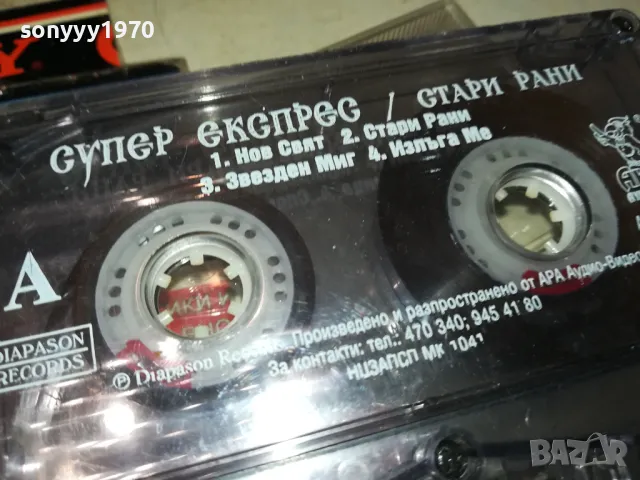 sonyyy1970
СУПЕР ЕКСПРЕС / СТАРИ РАНИ
1. Нов Свят 2. Стари Рани
3. Звезден Миг 4. Излъга Ме
A
DIAPASON
RECORDS
℗ Diapason Records. Произведено и разпространено от АРА Аудио-Видео
За контакти: тел.: 470 340; 945 41 80
НЦЗАПСП МК 1041
BAZAR
bg